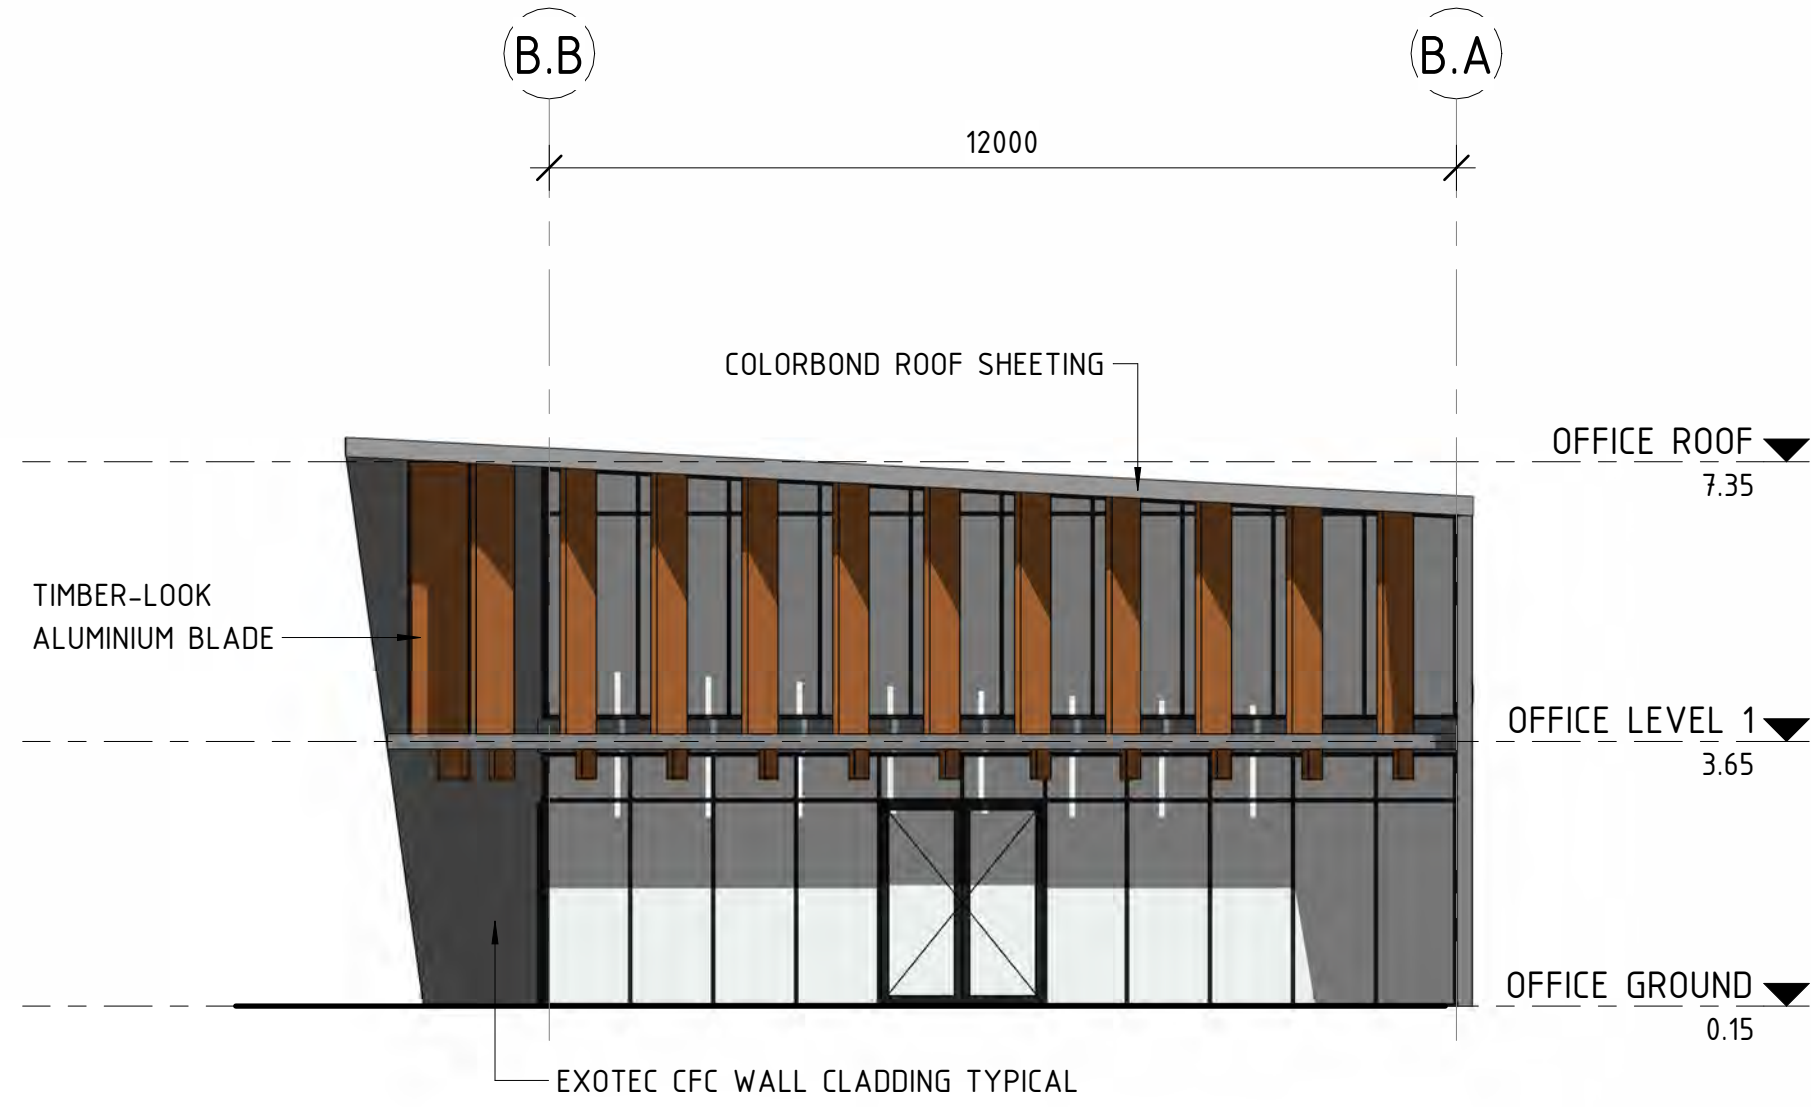 B.B
B.A
12000
COLORBOND ROOF SHEETING
OFFICE ROOF
7.35
TIMBER-LOOK
ALUMINIUM BLADE
OFFICE LEVEL 1
3.65
OFFICE GROUND
0.15
EXOTEC CFC WALL CLADDING TYPICAL